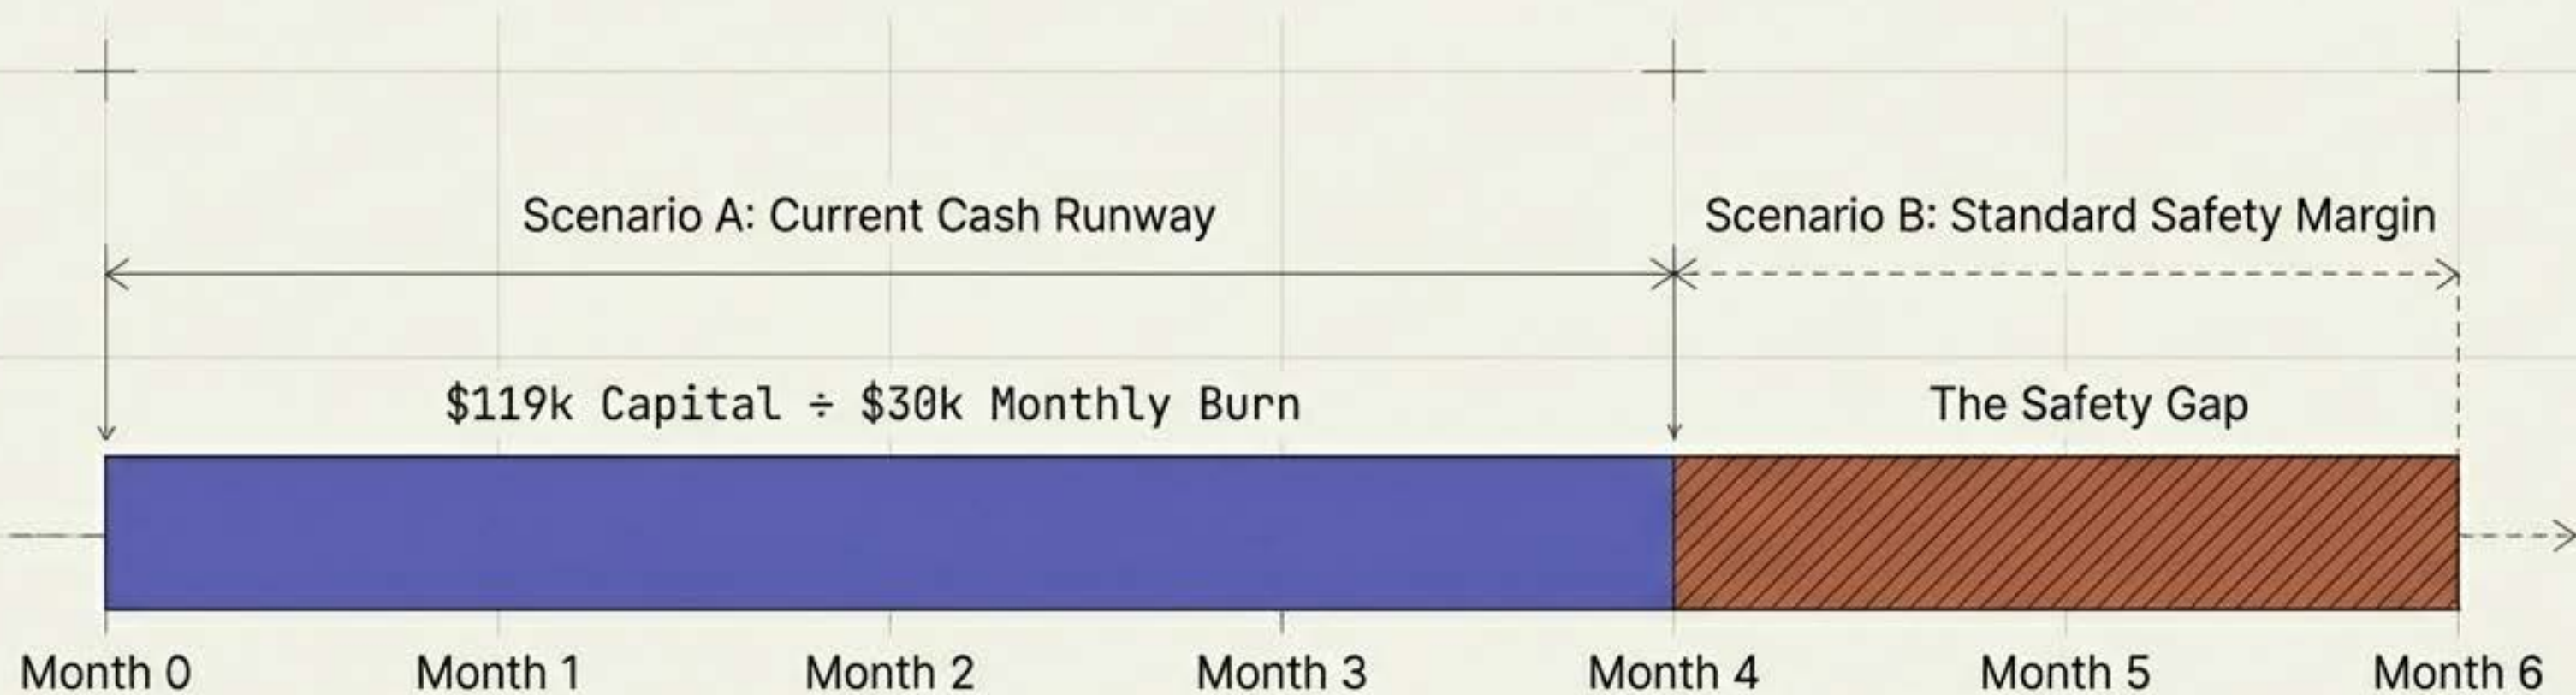 Scenario A: Current Cash Runway
Scenario B: Standard Safety Margin
$119k Capital ÷ $30k Monthly Burn
The Safety Gap
Month 0
Month 1
Month 2
Month 3
Month 4
Month 5
Month 6